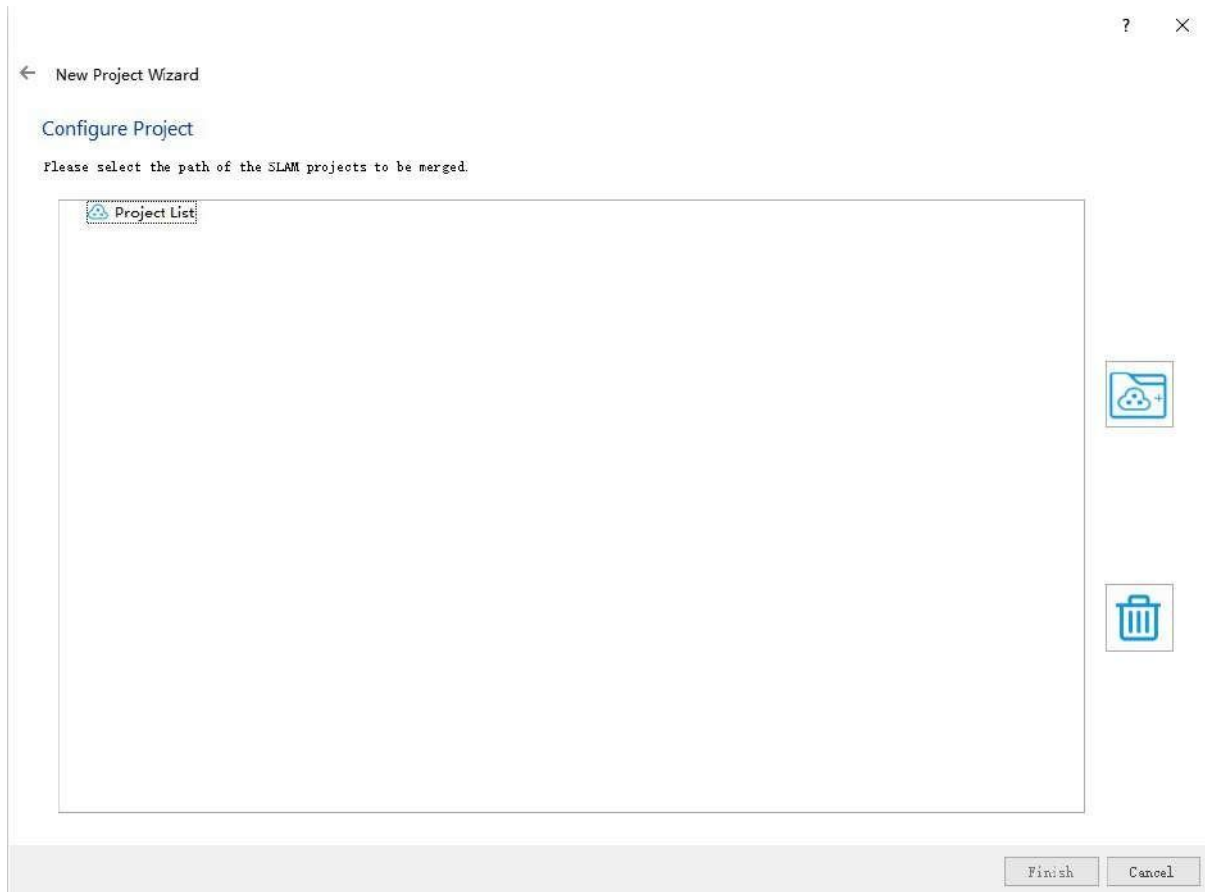 ?
New Project Wizard
Configure Project
Please select the path of the SLAM projects to be merged.
Project List
Finish Cancel